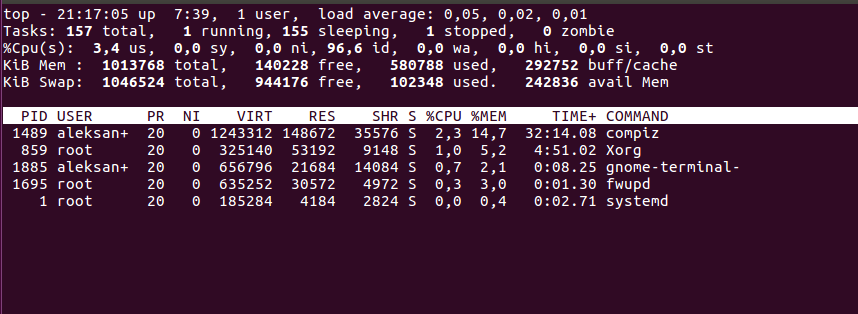 top - 21:17:05 up  7:39,  1 user,  load average: 0,05, 0,02, 0,01
Tasks: 157 total,   1 running, 155 sleeping,   1 stopped,   0 zombie
%Cpu(s):  3,4 us,  0,0 sy,  0,0 ni, 96,6 id,  0,0 wa,  0,0 hi,  0,0 si,  0,0 st
KiB Mem :  1013768 total,   140228 free,   580788 used,   292752 buff/cache
KiB Swap:  1046524 total,   944176 free,   102348 used.   242836 avail Mem
PID USER      PR  NI    VIRT    RES    SHR S %CPU %MEM     TIME+ COMMAND
1489 aleksan+  20   0 1243312 148672  35576 S  2,3 14,7  32:14.08 compiz
859 root      20   0  325140  53192   9148 S  1,0  5,2   4:51.02 Xorg
1885 aleksan+  20   0  656796  21684  14084 S  0,7  2,1   0:08.25 gnome-terminal-
1695 root      20   0  635252  30572   4972 S  0,3  3,0   0:01.30 fwupd
1 root      20   0  185284   4184   2824 S  0,0  0,4   0:02.71 systemd